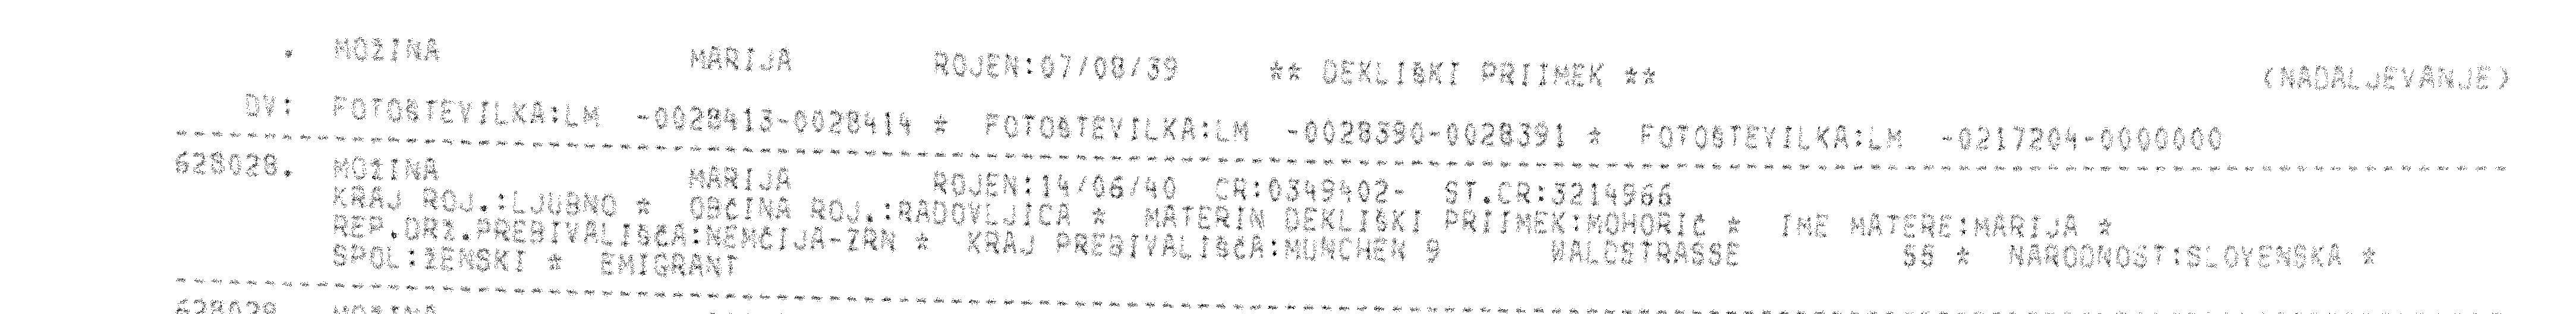 . MOŽINA MARIJA ROJEN:07/08/39 ** DEKLIŠKI PRIIMEK ** (NADALJEVANJE)
DV: FOTOŠTEVILKA:LM -0028413-0028414 * FOTOŠTEVILKA:LM -0028390-0028391 * FOTOŠTEVILKA:LM -0217204-0000000
628028. MOŽINA MARIJA ROJEN:14/06/40 CR:0349402- ST.CR:3214966
KRAJ ROJ.:LJUBNO * OBČINA ROJ.:RADOVLJICA * MATERIN DEKLIŠKI PRIIMEK:MOHORIČ * IME MATERE:MARIJA *
REP.DRŽ.PREBIVALIŠČA:NEMČIJA-ZRN * KRAJ PREBIVALIŠČA:MUNCHEN 9 WALDSTRASSE 55 * NARODNOST:SLOVENSKA *
SPOL:ŽENSKI * EMIGRANT